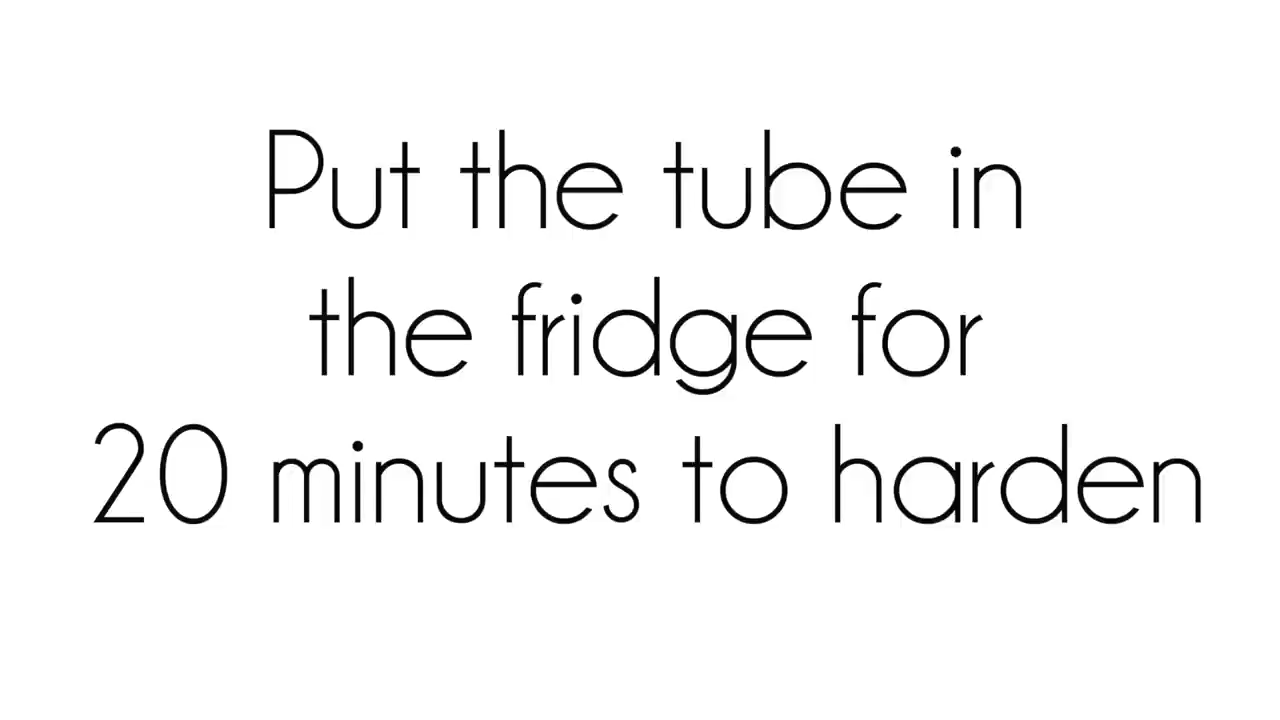 Put the tube in
the fridge for
20 minutes to harden